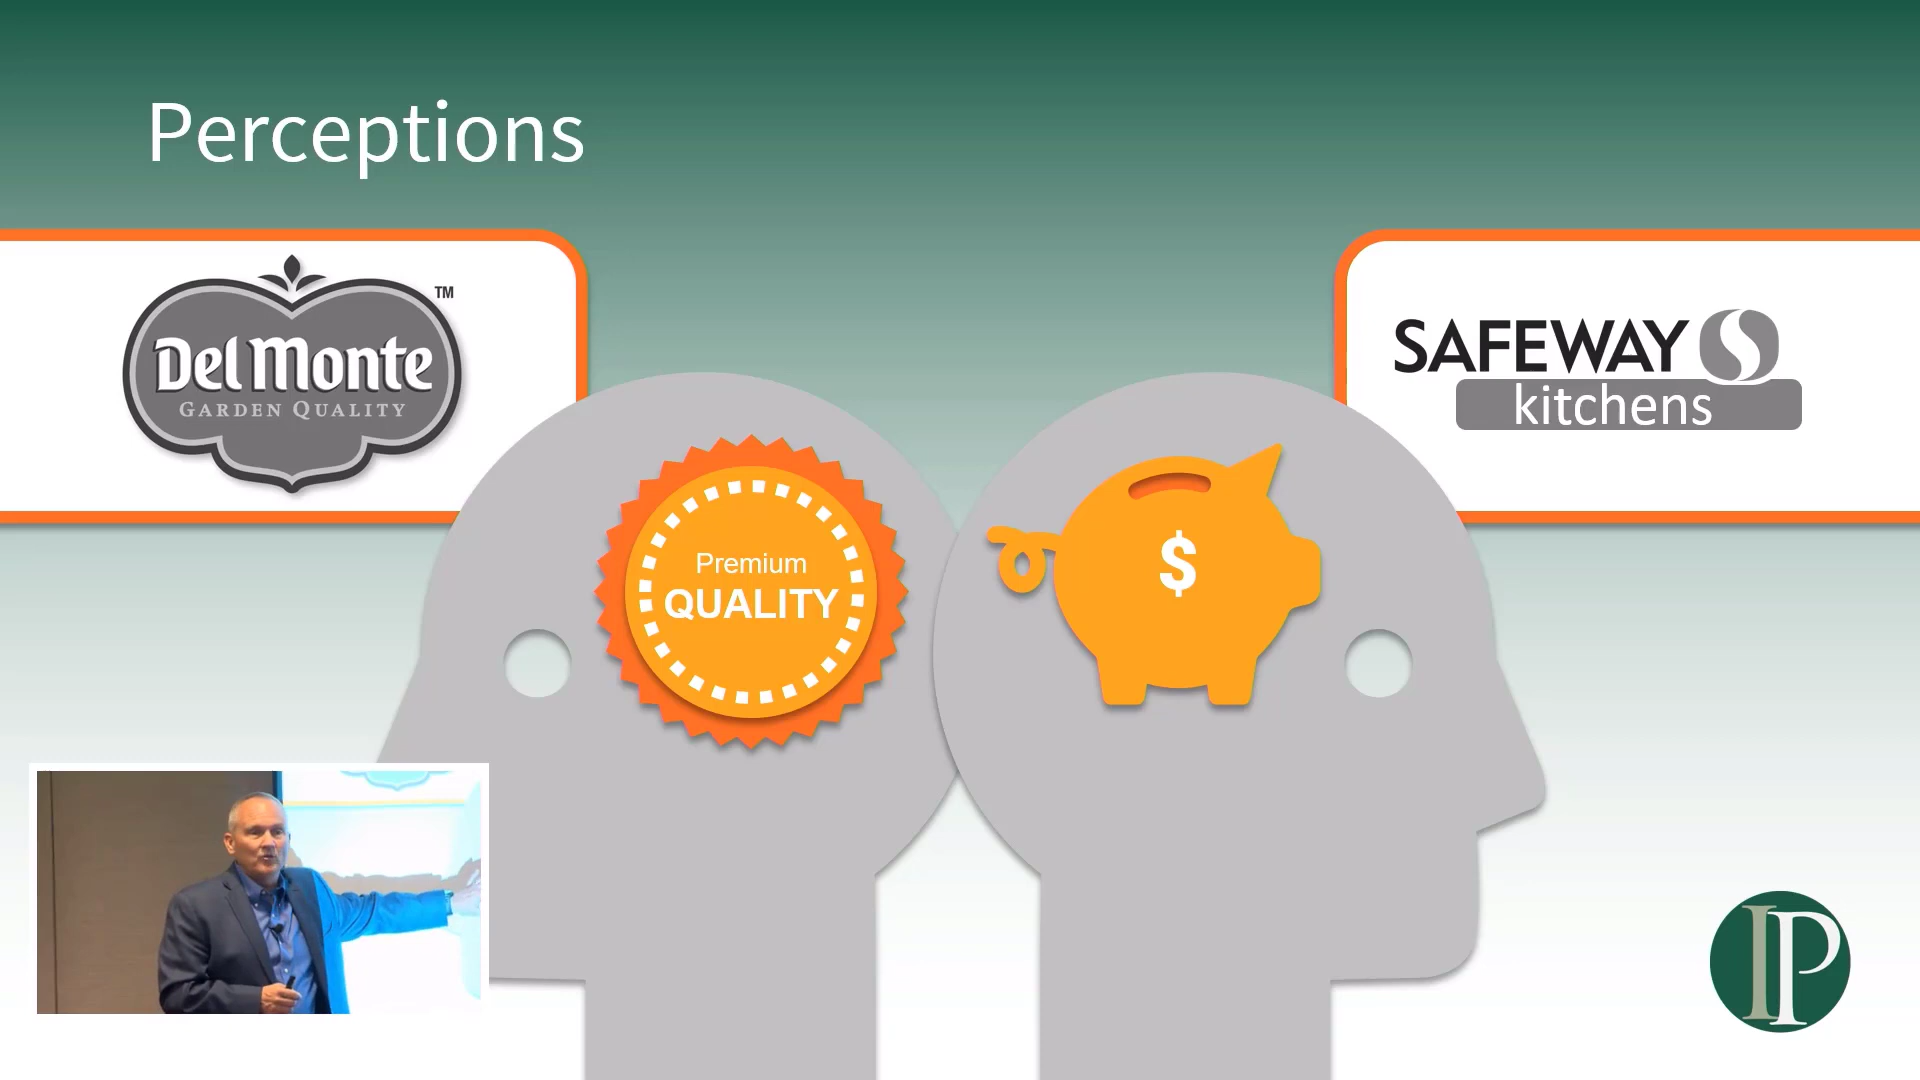 Perceptions
Del Monte
TM
GARDEN QUALITY
SAFEWAY S
kitchens
Premium
QUALITY
$
IP